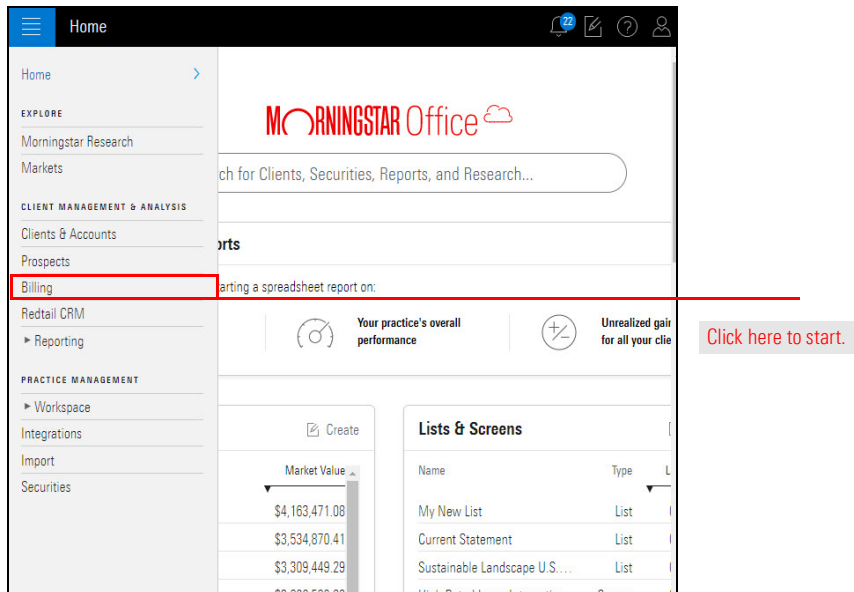 Home
22
Home
EXPLORE
Morningstar Research
Markets
CLIENT MANAGEMENT & ANALYSIS
Clients & Accounts
Prospects
Billing
Redtail CRM
Reporting
PRACTICE MANAGEMENT
Workspace
Integrations
Import
Securities
MORNINGSTAR Office
ch for Clients, Securities, Reports, and Research...
orts
arting a spreadsheet report on:
Your practice's overall
performance
Unrealized gain
for all your clie
Create
Market Value
$4,163,471.08
$3,534,870.41
$3,309,449.29
Lists & Screens
Name Type L
My New List List
Current Statement List
Sustainable Landscape U.S.... List
Click here to start.